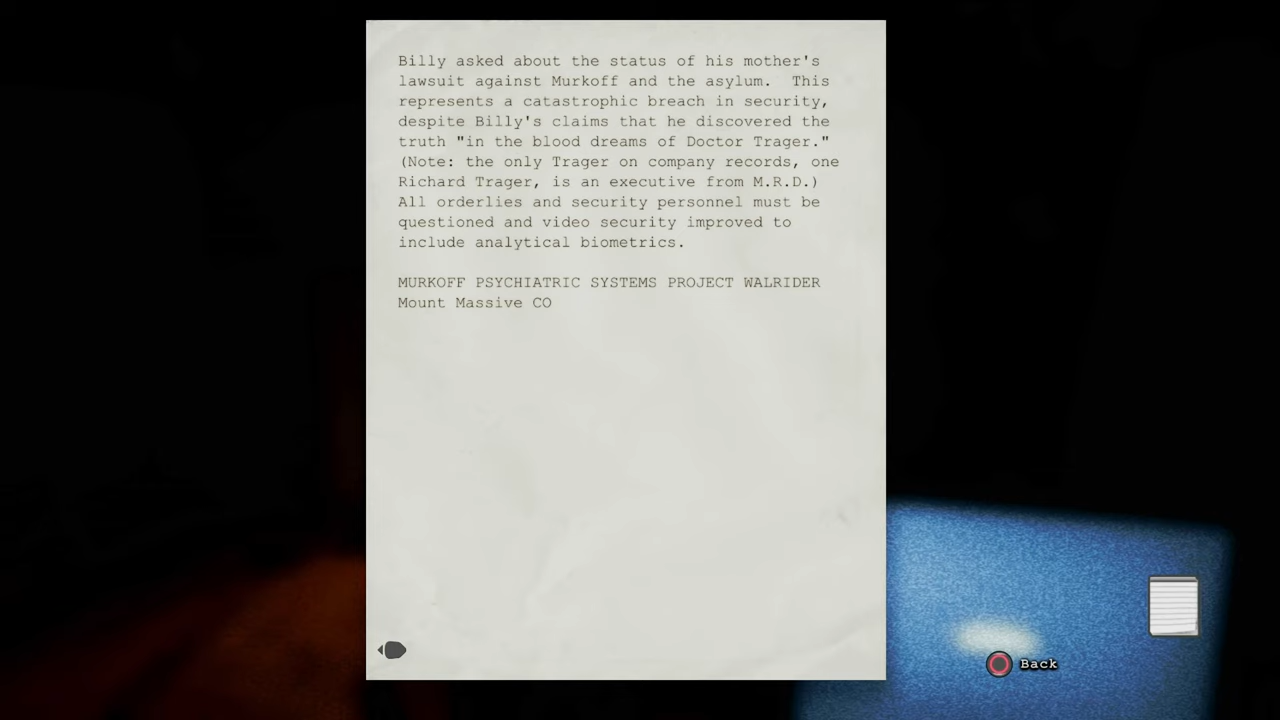 Billy asked about the status of his mother's
lawsuit against Murkoff and the asylum.  This
represents a catastrophic breach in security,
despite Billy's claims that he discovered the
truth "in the blood dreams of Doctor Trager."
(Note: the only Trager on company records, one
Richard Trager, is an executive from M.R.D.)
All orderlies and security personnel must be
questioned and video security improved to
include analytical biometrics.

MURKOFF PSYCHIATRIC SYSTEMS PROJECT WALRIDER
Mount Massive CO
Back